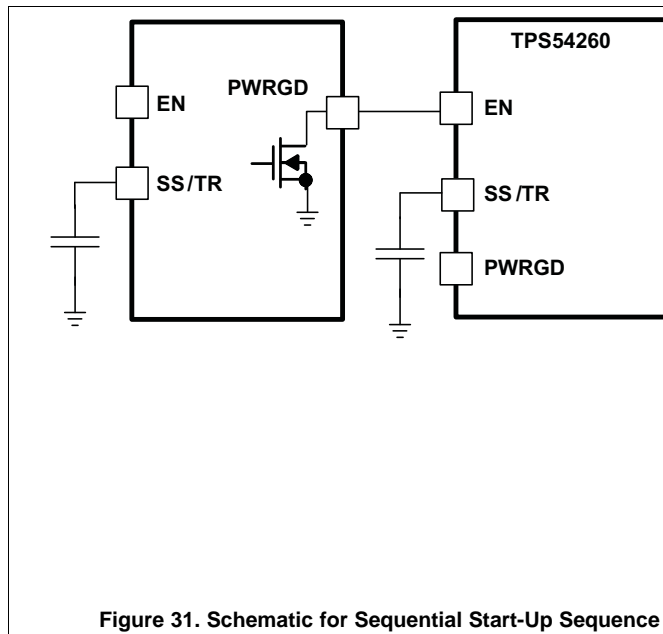 TPS54260
PWRGD
EN
EN
SS/TR
SS/TR
PWRGD
Figure 31. Schematic for Sequential Start-Up Sequence